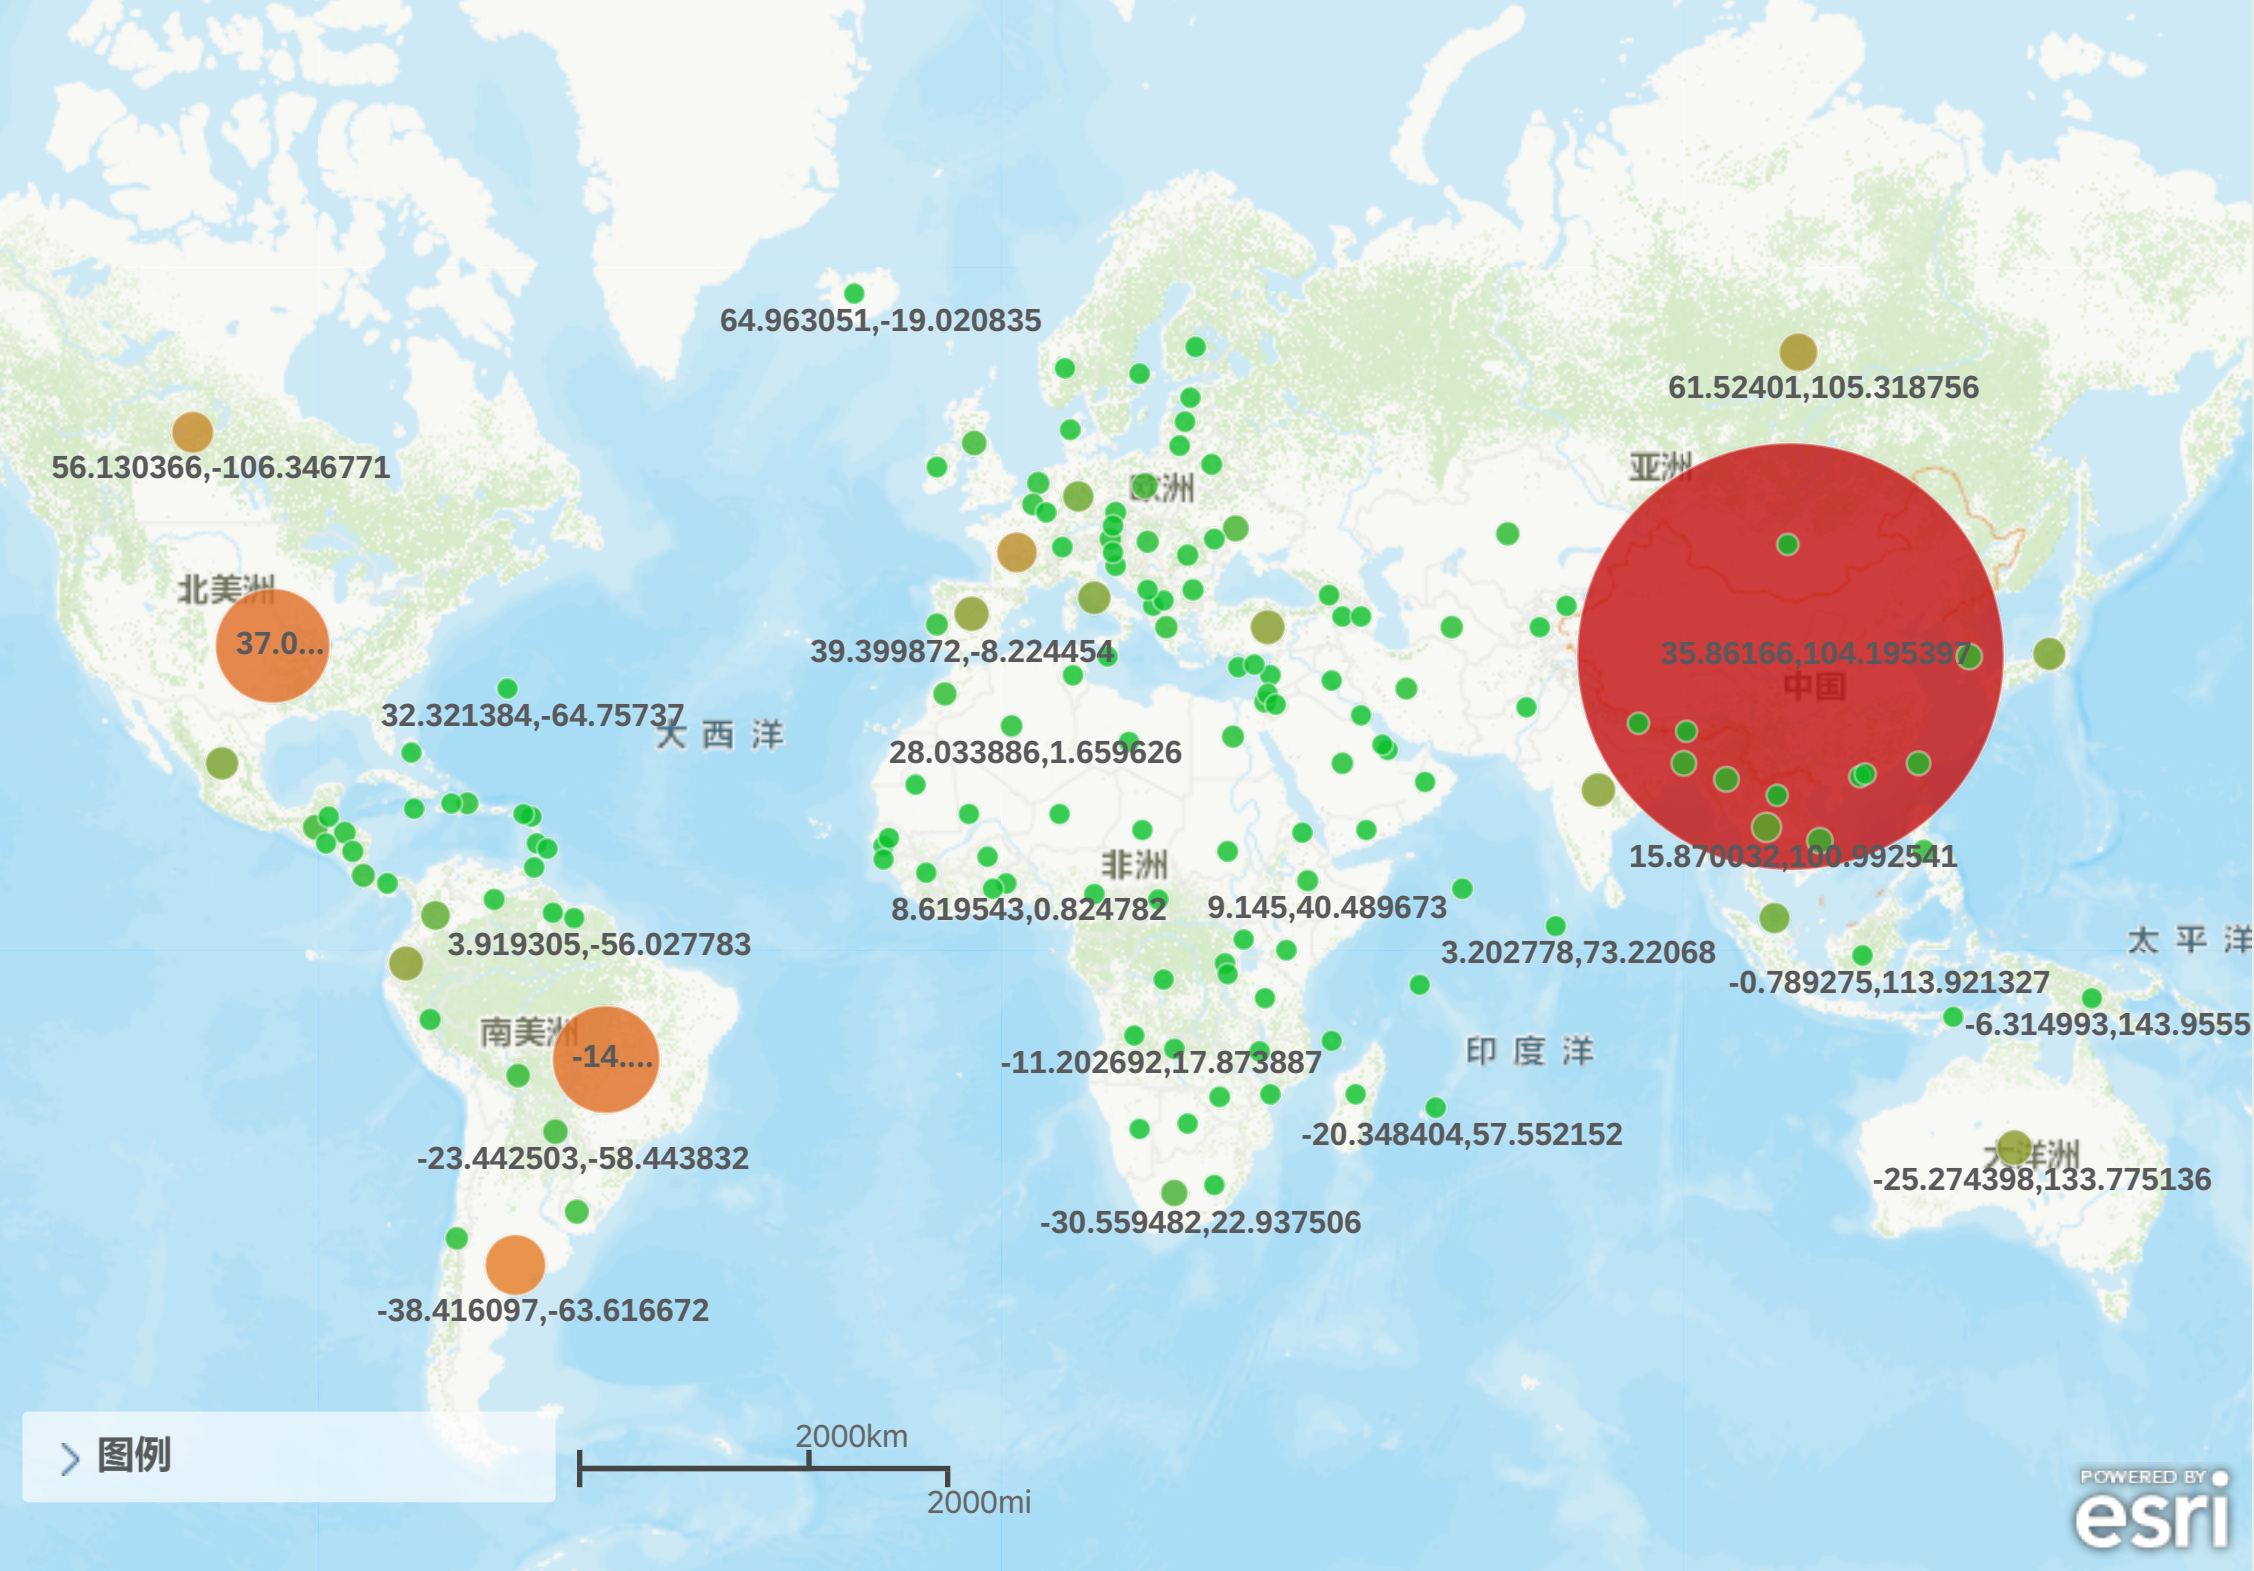 64.963051,-19.020835
61.52401,105.318756
56.130366,-106.346771
亚洲
欧洲
北美洲
37.0...
39.399872,-8.224454
35.86166,104.195397
中国
32.321384,-64.75737
大 西 洋
28.033886,1.659626
非洲
15.870032,100.992541
8.619543,0.824782
9.145,40.489673
3.919305,-56.027783
3.202778,73.22068
太 平 洋
-0.789275,113.921327
南美洲
-14....
-6.314993,143.9555
-11.202692,17.873887
印 度 洋
-20.348404,57.552152
-23.442503,-58.443832
大洋洲
-25.274398,133.775136
-30.559482,22.937506
-38.416097,-63.616672
图例
2000km
2000mi
POWERED BY
esri